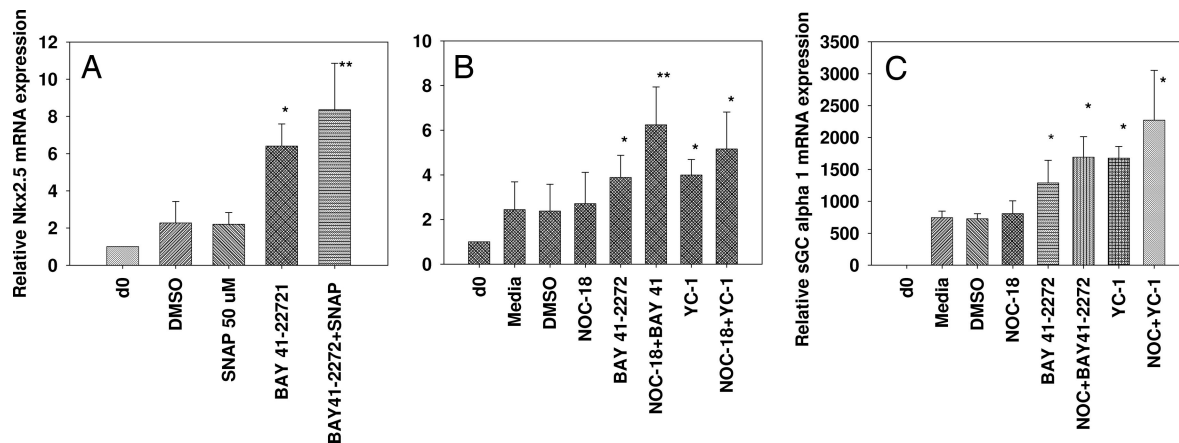 Relative Nkx2.5 mRNA expression
A
12
10
8
6
4
2
0
*
**
d0
DMSO
SNAP 50 uM
BAY 41-22721
BAY41-2272+SNAP
B
10
8
6
4
2
0
*
**
*
*
d0
Media
DMSO
NOC-18
BAY 41-2272
NOC-18+BAY 41
YC-1
NOC-18+YC-1
Relative sGC alpha 1 mRNA expression
C
3500
3000
2500
2000
1500
1000
500
0
*
*
*
*
d0
Media
DMSO
NOC-18
BAY 41-2272
NOC+BAY41-2272
YC-1
NOC+YC-1